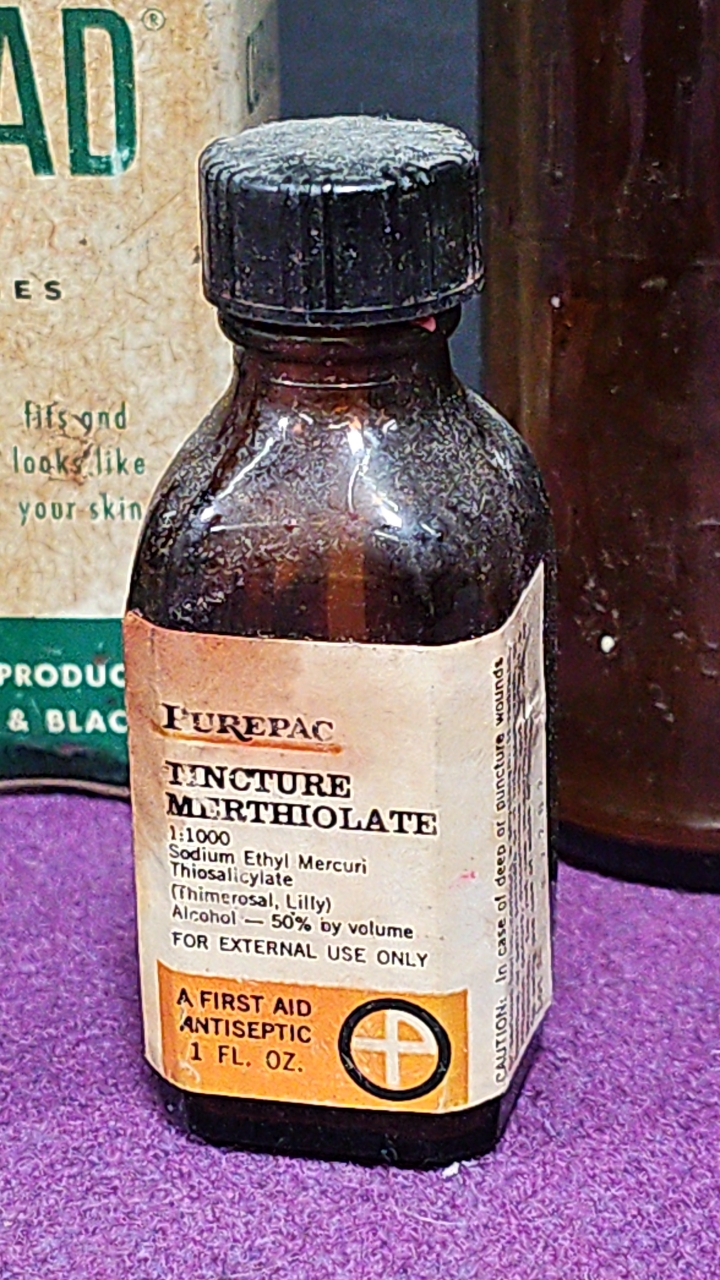 AD®
ES
fits and
looks like
your skin
PRODUC
& BLAC
PUREPAC
TINCTURE
MERTHIOLATE
1:1000
Sodium Ethyl Mercuri
Thiosalicylate
(Thimerosal, Lilly)
Alcohol — 50% by volume
FOR EXTERNAL USE ONLY
A FIRST AID
ANTISEPTIC
1 FL. OZ.
CAUTION: In case of deep or puncture wounds